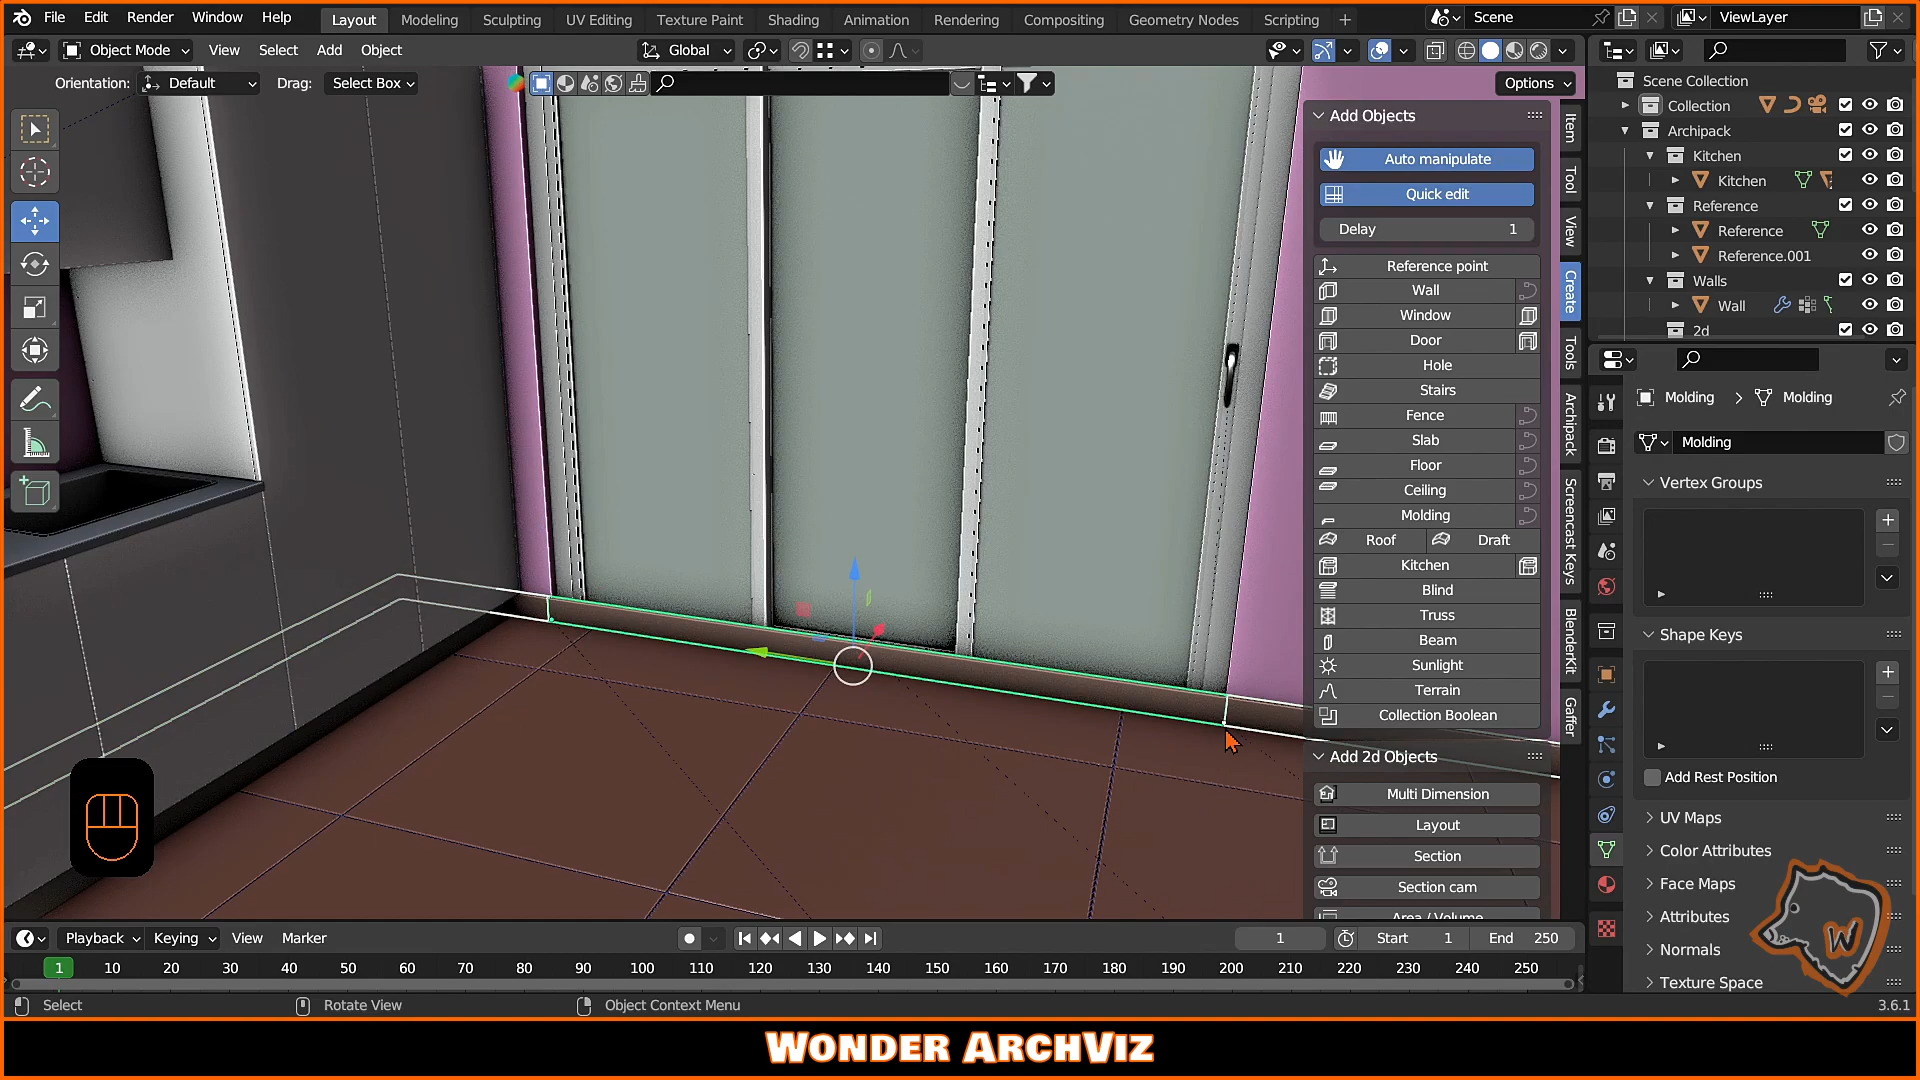 File Edit Render Window Help Layout Modeling Sculpting UV Editing Texture Paint Shading Animation Rendering Compositing Geometry Nodes Scripting + Scene ViewLayer
Object Mode View Select Add Object Global
Orientation: Default Drag: Select Box Options
Scene Collection
Collection
Archipack
Kitchen
Kitchen
Reference
Reference
Reference.001
Walls
Wall
2d
Add Objects
Auto manipulate
Quick edit
Delay 1
Reference point
Wall
Window
Door
Hole
Stairs
Fence
Slab
Floor
Ceiling
Molding
Roof Draft
Kitchen
Blind
Truss
Beam
Sunlight
Terrain
Collection Boolean
Add 2d Objects
Multi Dimension
Layout
Section
Section cam
Area / Volume
Item
Tool
View
Create
Tools
Archipack
Screencast Keys
BlenderKit
Gaffer
Molding > Molding
Molding
Vertex Groups
Shape Keys
Add Rest Position
UV Maps
Color Attributes
Face Maps
Attributes
Normals
Texture Space
W
Playback Keying View Marker 1 Start 1 End 250
1 10 20 30 40 50 60 70 80 90 100 110 120 130 140 150 160 170 180 190 200 210 220 230 240 250
Select Rotate View Object Context Menu 3.6.1
Wonder ArchViz